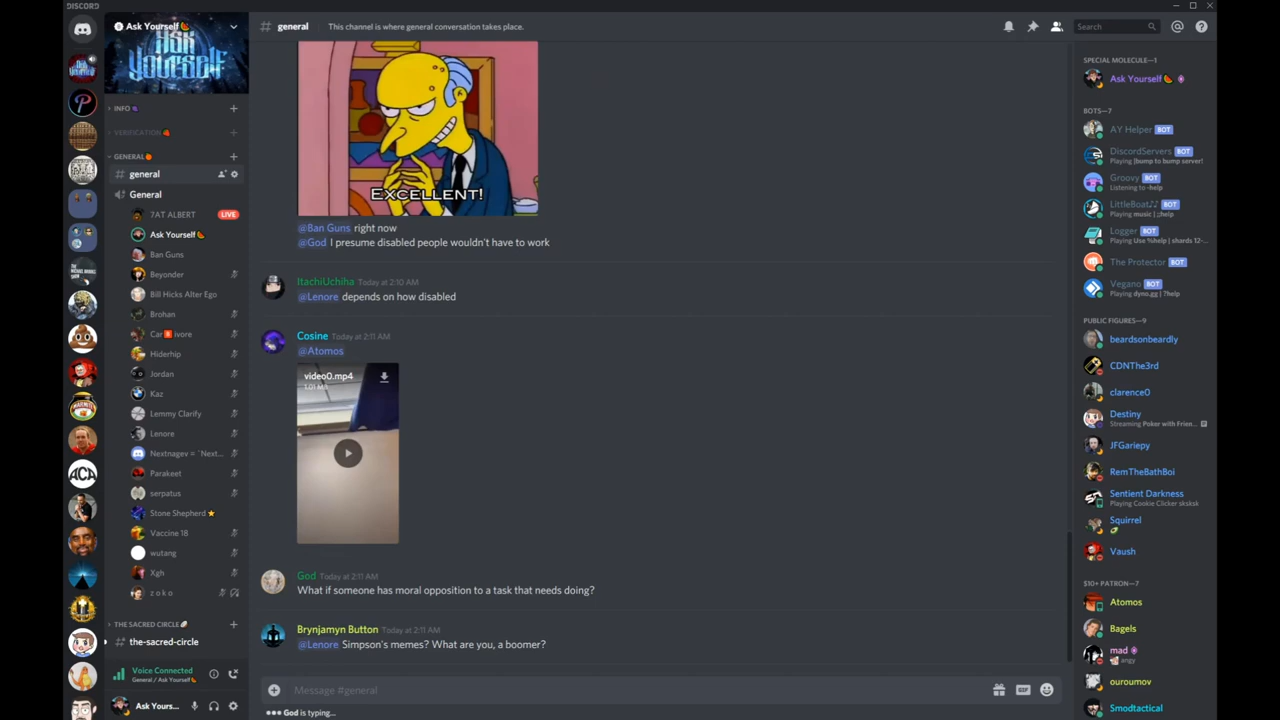 DISCORD
Ask Yourself
ASK
YOURSELF
INFO
VERIFICATION
GENERAL
general
General
7AT ALBERT LIVE
Ask Yourself
Ban Guns
Beyonder
Bill Hicks Alter Ego
Brohan
Car ivore
Hiderhip
Jordan
Kaz
Lemmy Clarify
Lenore
Nextnagev = `Next...
Parakeet
serpatus
Stone Shepherd
Vaccine 18
wutang
Xgh
z o k o
THE SACRED CIRCLE
# the-sacred-circle
Voice Connected
General / Ask Yourself
Ask Yours...
# general This channel is where general conversation takes place.
Search
EXCELLENT!
@Ban Guns right now
@God I presume disabled people wouldn't have to work
ItachiUchiha Today at 2:10 AM
@Lenore depends on how disabled
Cosine Today at 2:11 AM
@Atomos
video0.mp4
1.01 MB
God Today at 2:11 AM
What if someone has moral opposition to a task that needs doing?
Brynjamyn Button Today at 2:11 AM
@Lenore Simpson's memes? What are you, a boomer?
Message #general
GIF
God is typing...
SPECIAL MOLECULE—1
Ask Yourself
BOTS—7
AY Helper BOT
DiscordServers BOT
Playing |bump to bump server!
Groovy BOT
Listening to -help
LittleBoat BOT
Playing music | ;;help
Logger BOT
Playing Use %help | shards 12-...
The Protector BOT
Vegano BOT
Playing dyno.gg | ?help
PUBLIC FIGURES—9
beardsonbeardly
CDNThe3rd
clarence0
Destiny
Streaming Poker with Frien...
JFGariepy
RemTheBathBoi
Sentient Darkness
Playing Cookie Clicker sksksk
Squirrel
Vaush
$10+ PATRON—7
Atomos
Bagels
mad
angy
ouroumov
Smodtactical
ACA